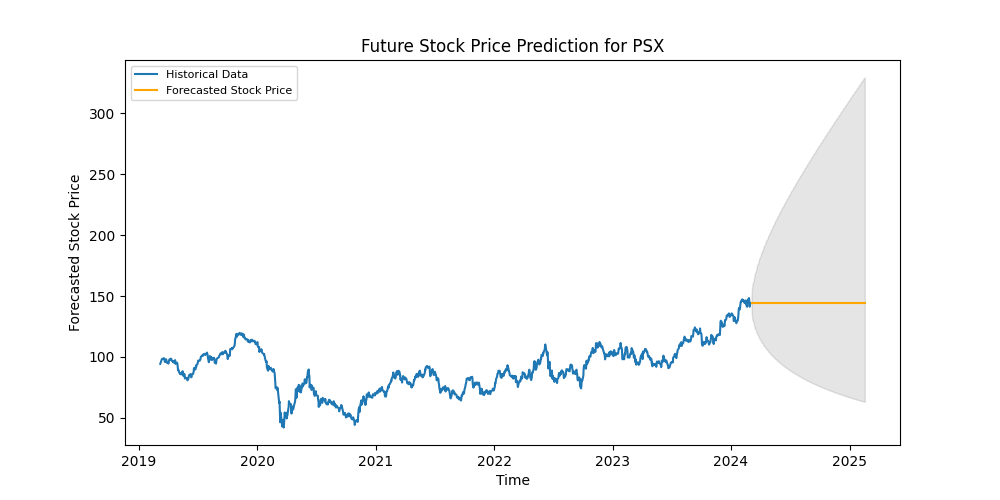 Future Stock Price Prediction for PSX
Historical Data
Forecasted Stock Price
Forecasted Stock Price
300
250
200
150
100
50
2019
2020
2021
2022
2023
2024
2025
Time